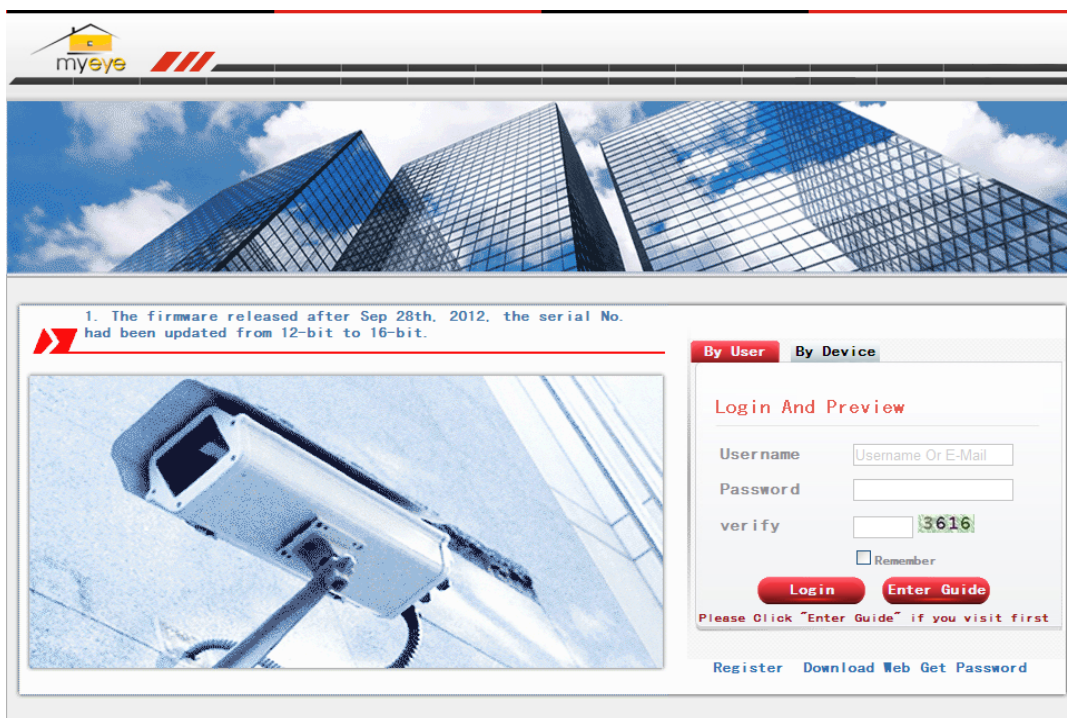 myeye
1. The firmware released after Sep 28th, 2012, the serial No.
had been updated from 12-bit to 16-bit.
By User By Device
Login And Preview
Username Username Or E-Mail
Password
verify 3616
Remember
Login Enter Guide
Please Click "Enter Guide" if you visit first
Register Download Web Get Password